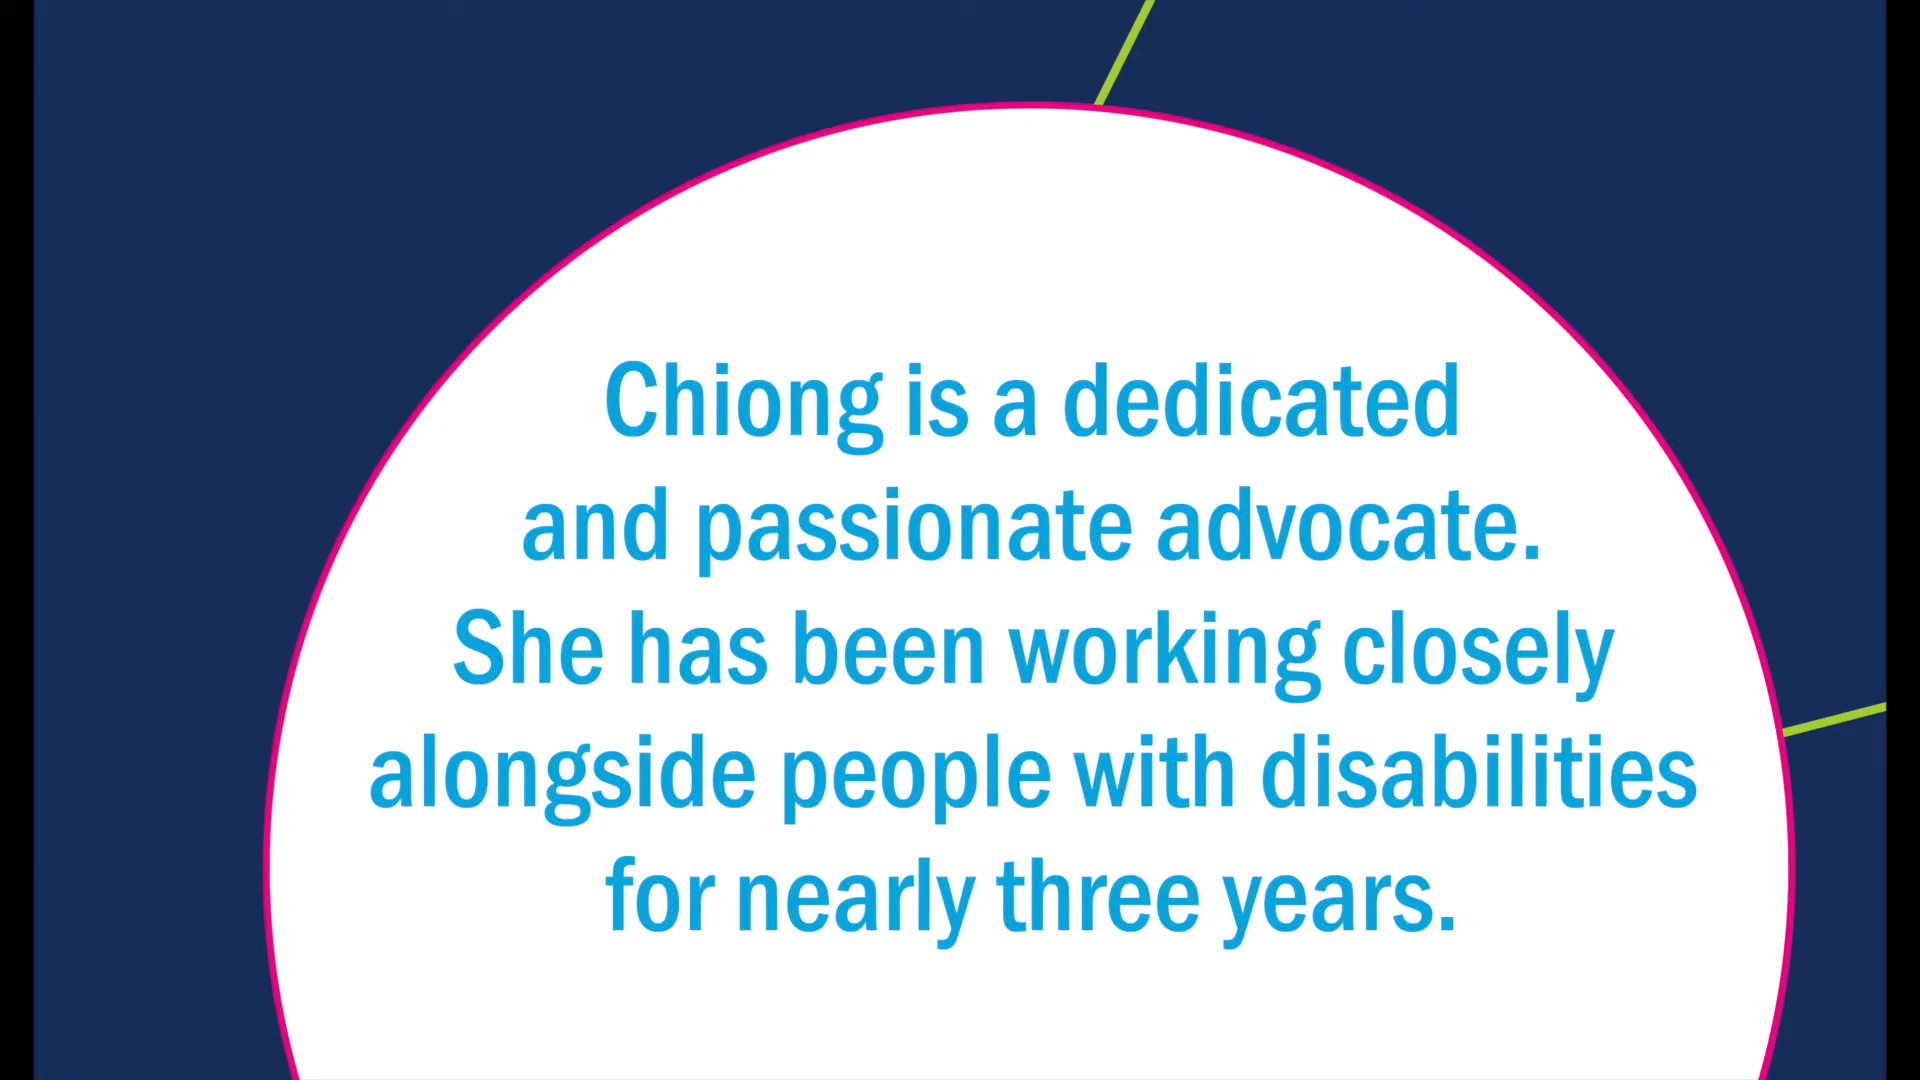 Chiong is a dedicated
and passionate advocate.
She has been working closely
alongside people with disabilities
for nearly three years.